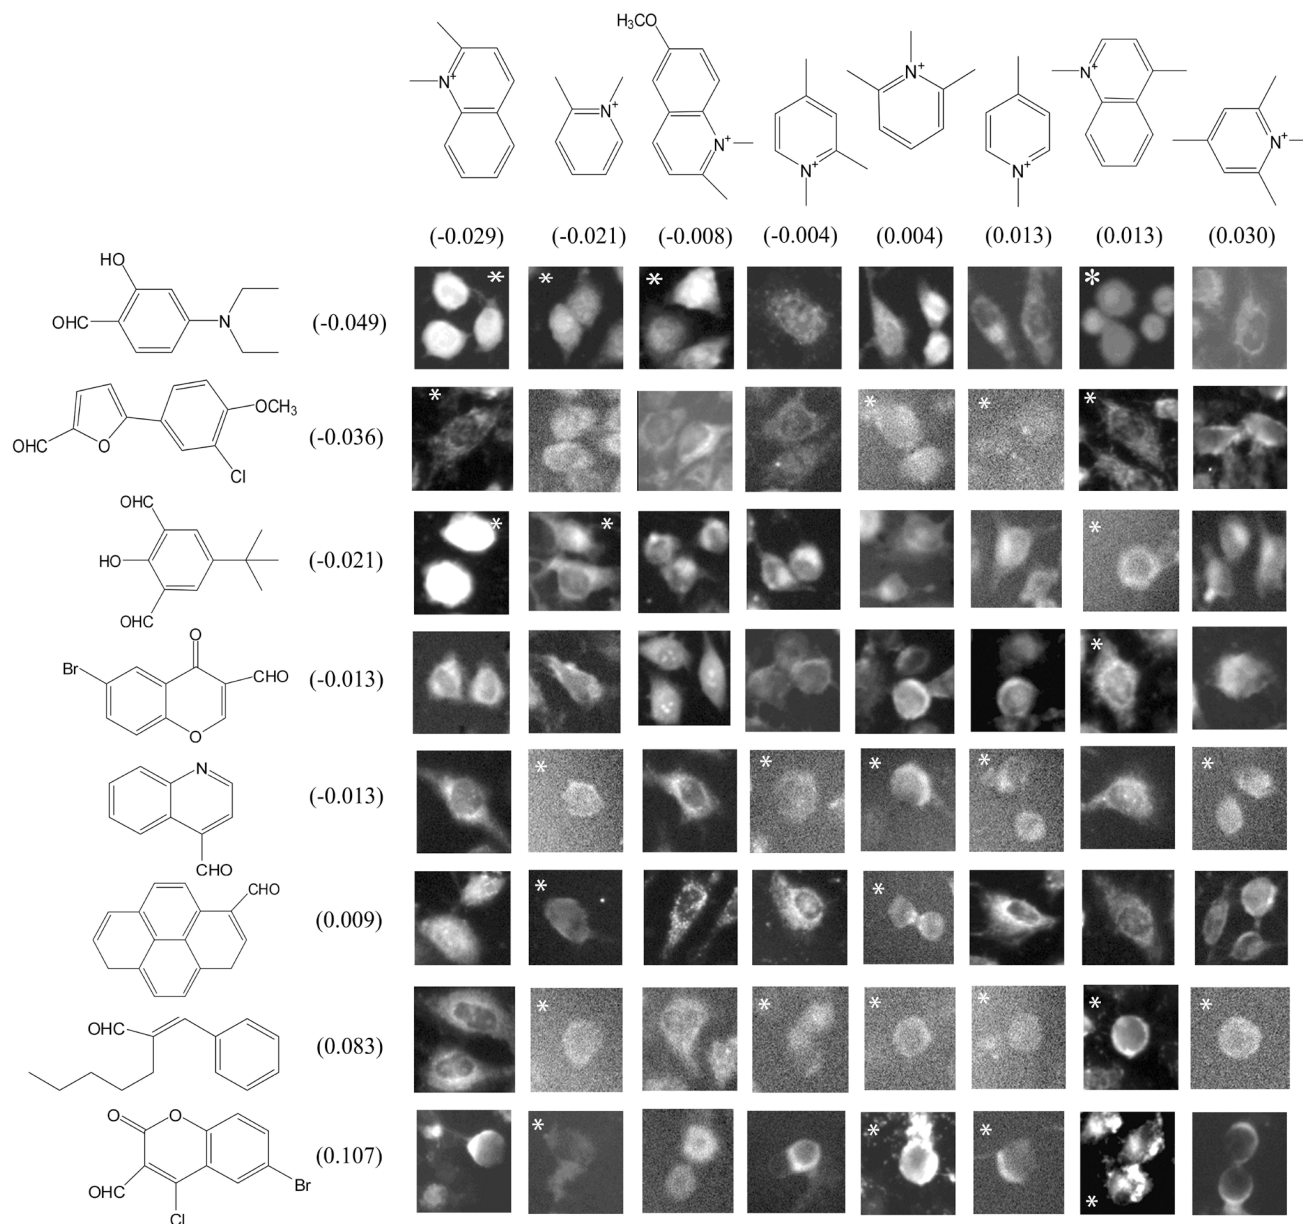 H₃CO
N⁺ N⁺ N⁺ N⁺ N⁺ N⁺ N⁺ N⁺
(-0.029) (-0.021) (-0.008) (-0.004) (0.004) (0.013) (0.013) (0.030)
HO
OHC N (-0.049) * * * *
OHC O OCH₃ Cl (-0.036) * * * *
OHC
HO (-0.021) * * *
OHC
O
Br CHO (-0.013) *
O
N (-0.013) * * * * *
CHO
CHO (0.009) * *
OHC (0.083) * * * * * *
O O (0.107) * * * *
OHC Br
Cl